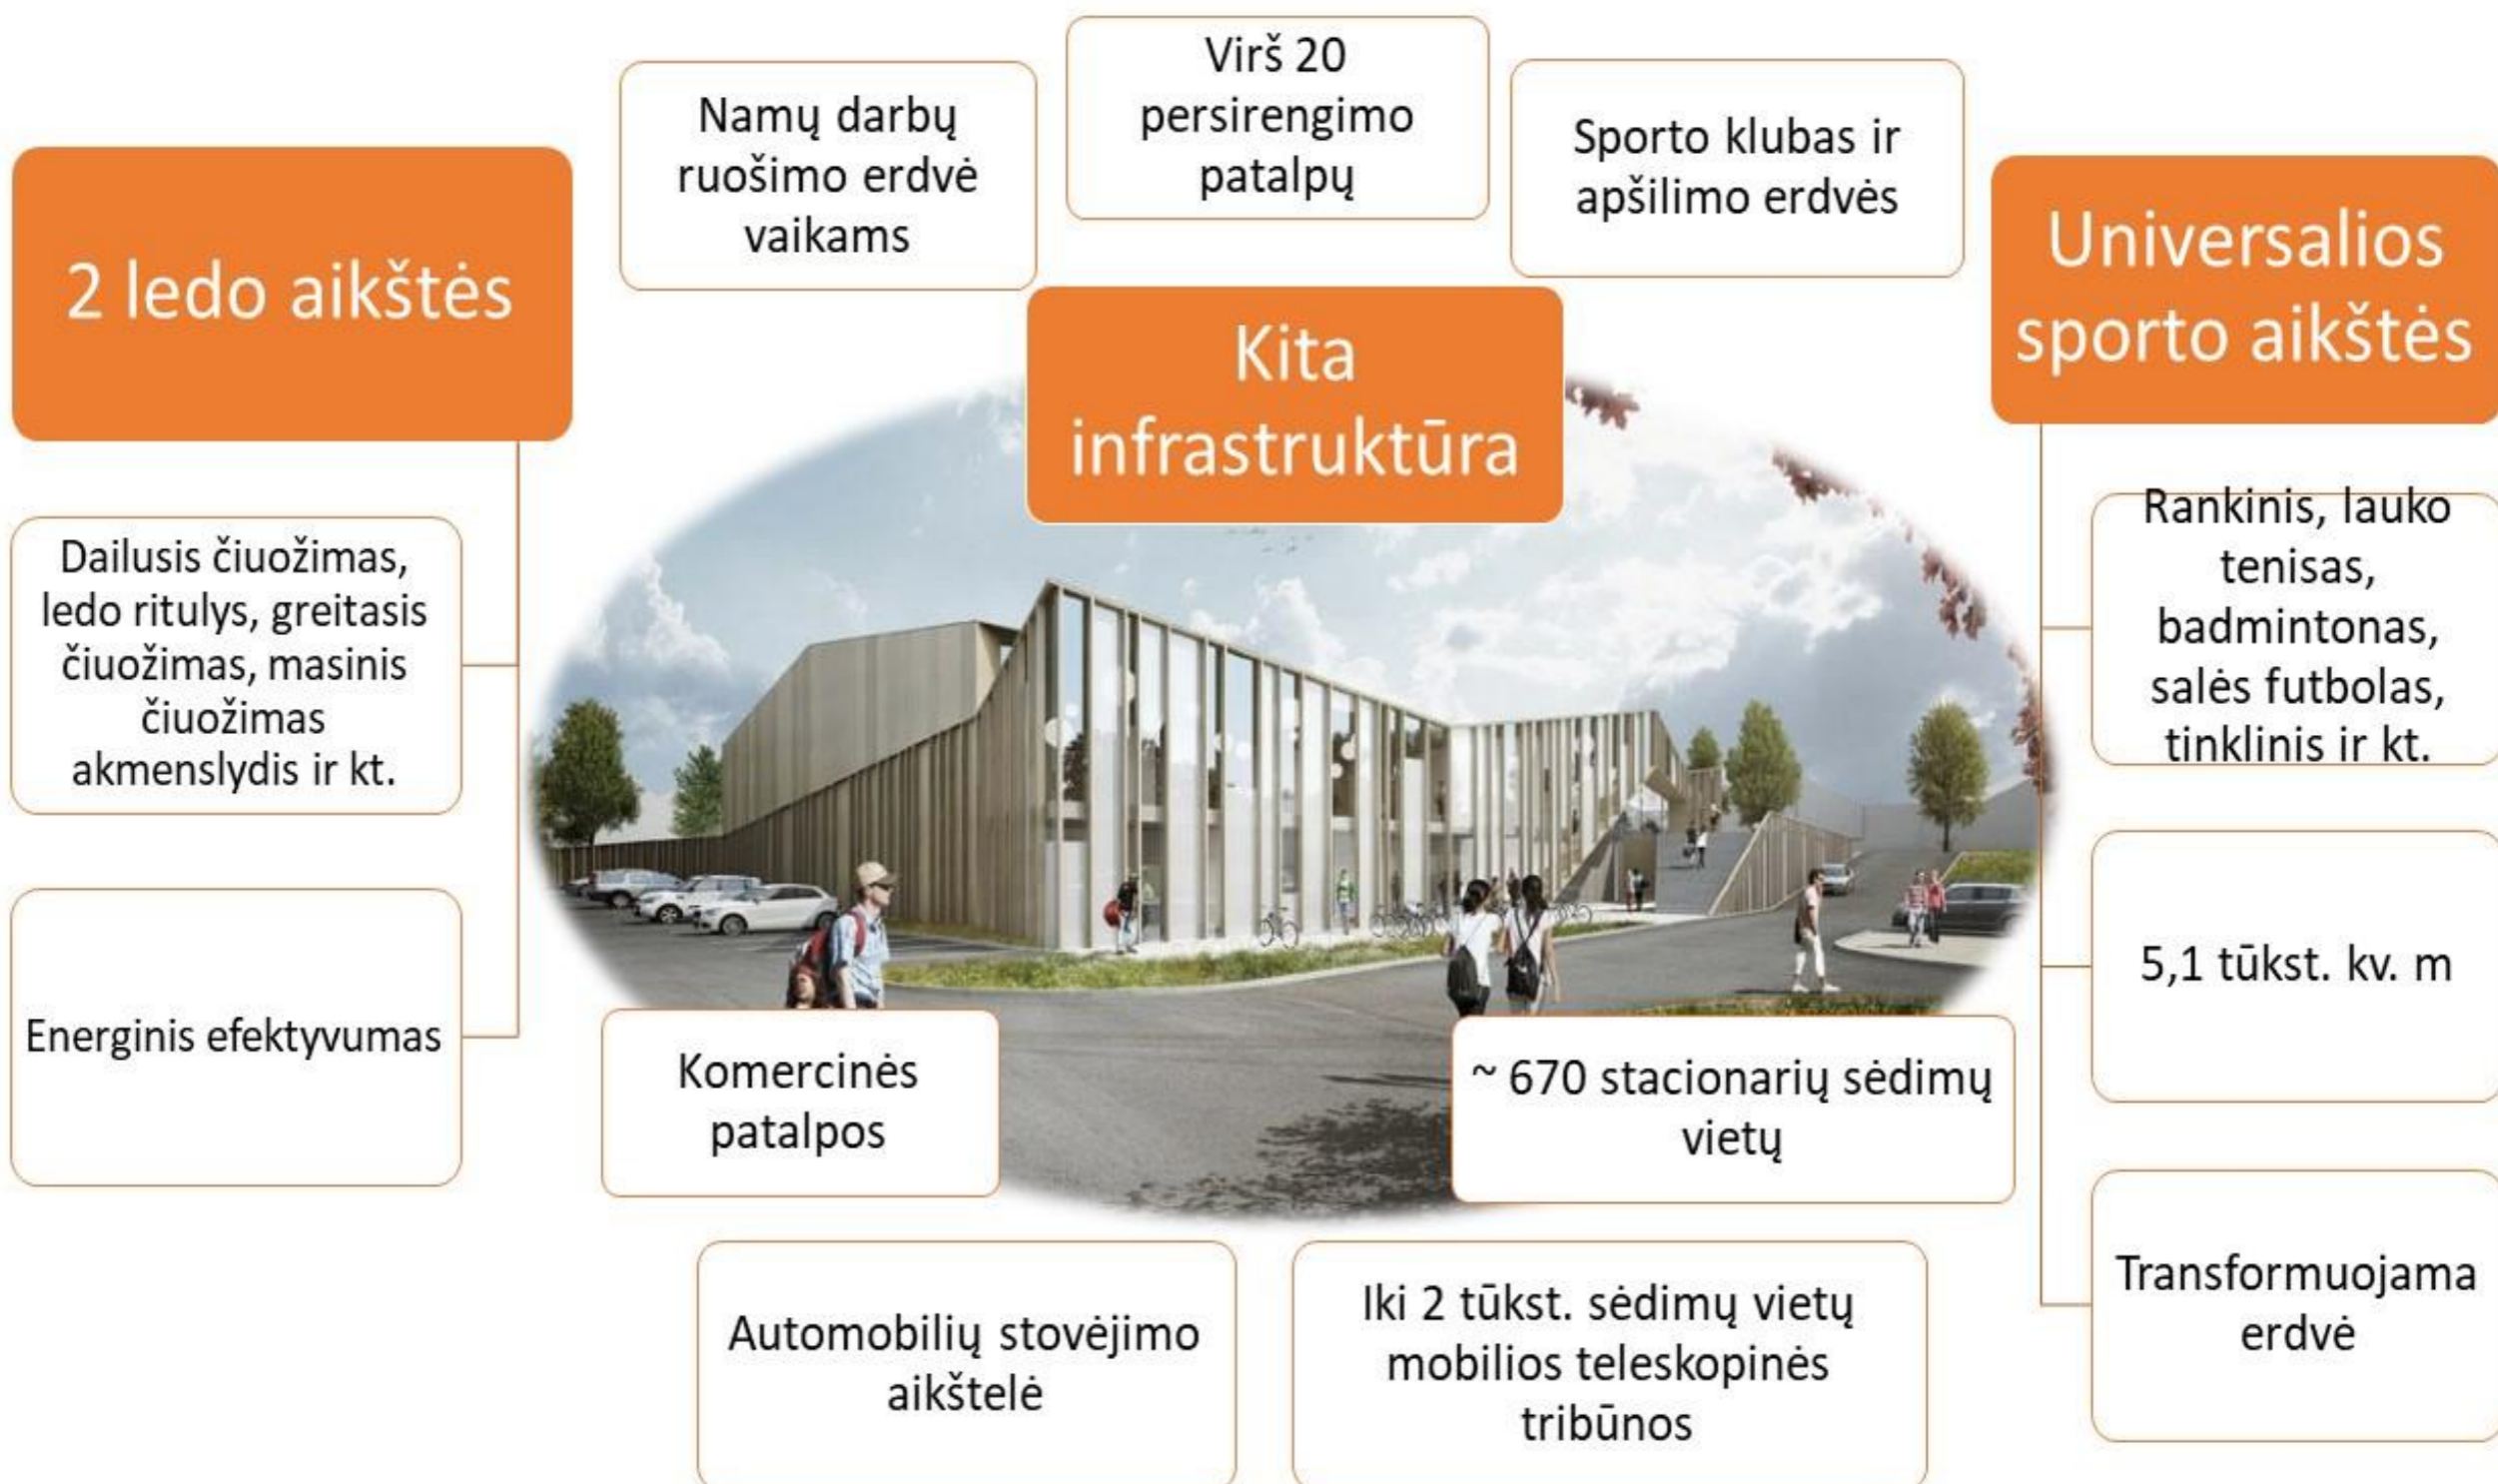 2 ledo aikštės
Dailusis čiuožimas,
ledo ritulys, greitasis
čiuožimas, masinis
čiuožimas
akmenslydis ir kt.
Energinis efektyvumas
Namų darbų
ruošimo erdvė
vaikams
Virš 20
persirengimo
patalpų
Sporto klubas ir
apšilimo erdvės
Kita
infrastruktūra
Komercinės
patalpos
~ 670 stacionarių sėdimų
vietų
Automobilių stovėjimo
aikštelė
Iki 2 tūkst. sėdimų vietų
mobilios teleskopinės
tribūnos
Universalios
sporto aikštės
Rankinis, lauko
tenisas,
badmintonas,
salės futbolas,
tinklinis ir kt.
5,1 tūkst. kv. m
Transformuojama
erdvė